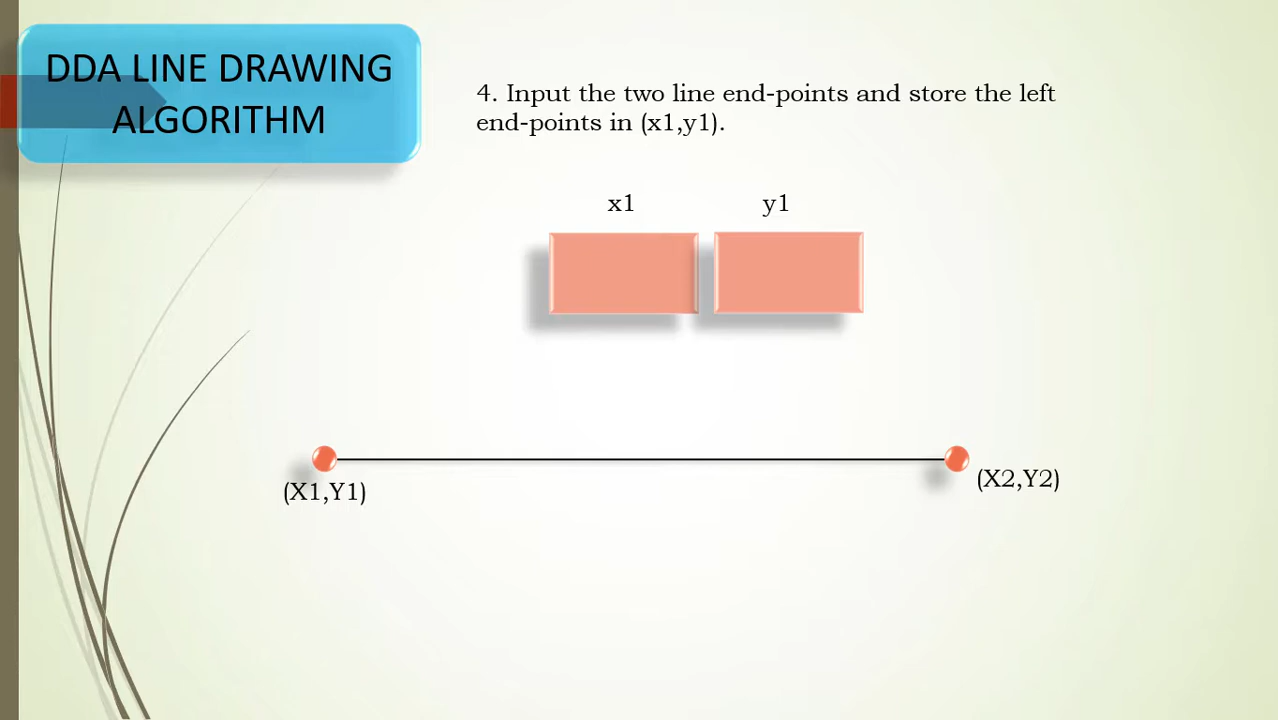 DDA LINE DRAWING
ALGORITHM
4. Input the two line end-points and store the left
end-points in (x1,y1).
x1 y1
(X1,Y1)
(X2,Y2)